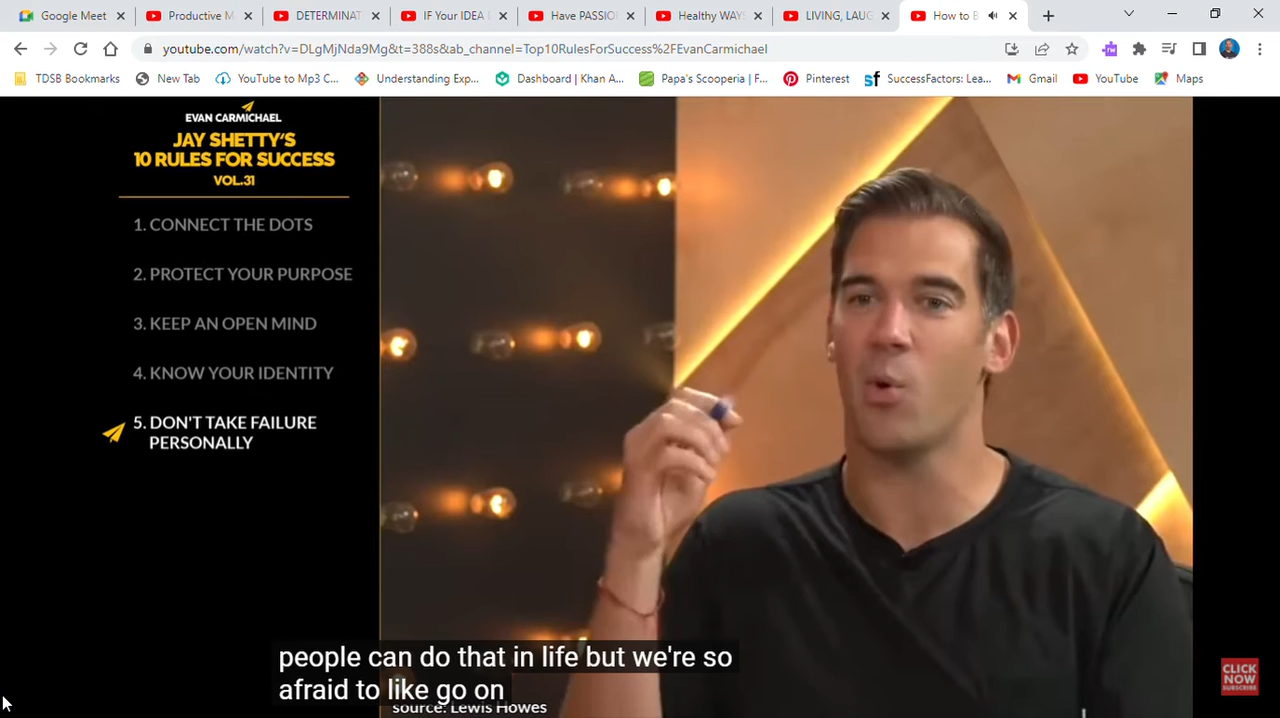 Google Meet
Productive M
DETERMINAT
IF Your IDEA I
Have PASSIO
Healthy WAYS
LIVING, LAUG
How to B
youtube.com/watch?v=DLgMjNda9Mg&t=388s&ab_channel=Top10RulesForSuccess%2FEvanCarmichael
TDSB Bookmarks
New Tab
YouTube to Mp3 C...
Understanding Exp...
Dashboard | Khan A...
Papa's Scooperia | F...
Pinterest
SuccessFactors: Lea...
Gmail
YouTube
Maps
EVAN CARMICHAEL
JAY SHETTY'S
10 RULES FOR SUCCESS
VOL.31
1. CONNECT THE DOTS
2. PROTECT YOUR PURPOSE
3. KEEP AN OPEN MIND
4. KNOW YOUR IDENTITY
5. DON'T TAKE FAILURE
PERSONALLY
people can do that in life but we're so
afraid to like go on
source: Lewis Howes
CLICK
NOW
SUBSCRIBE